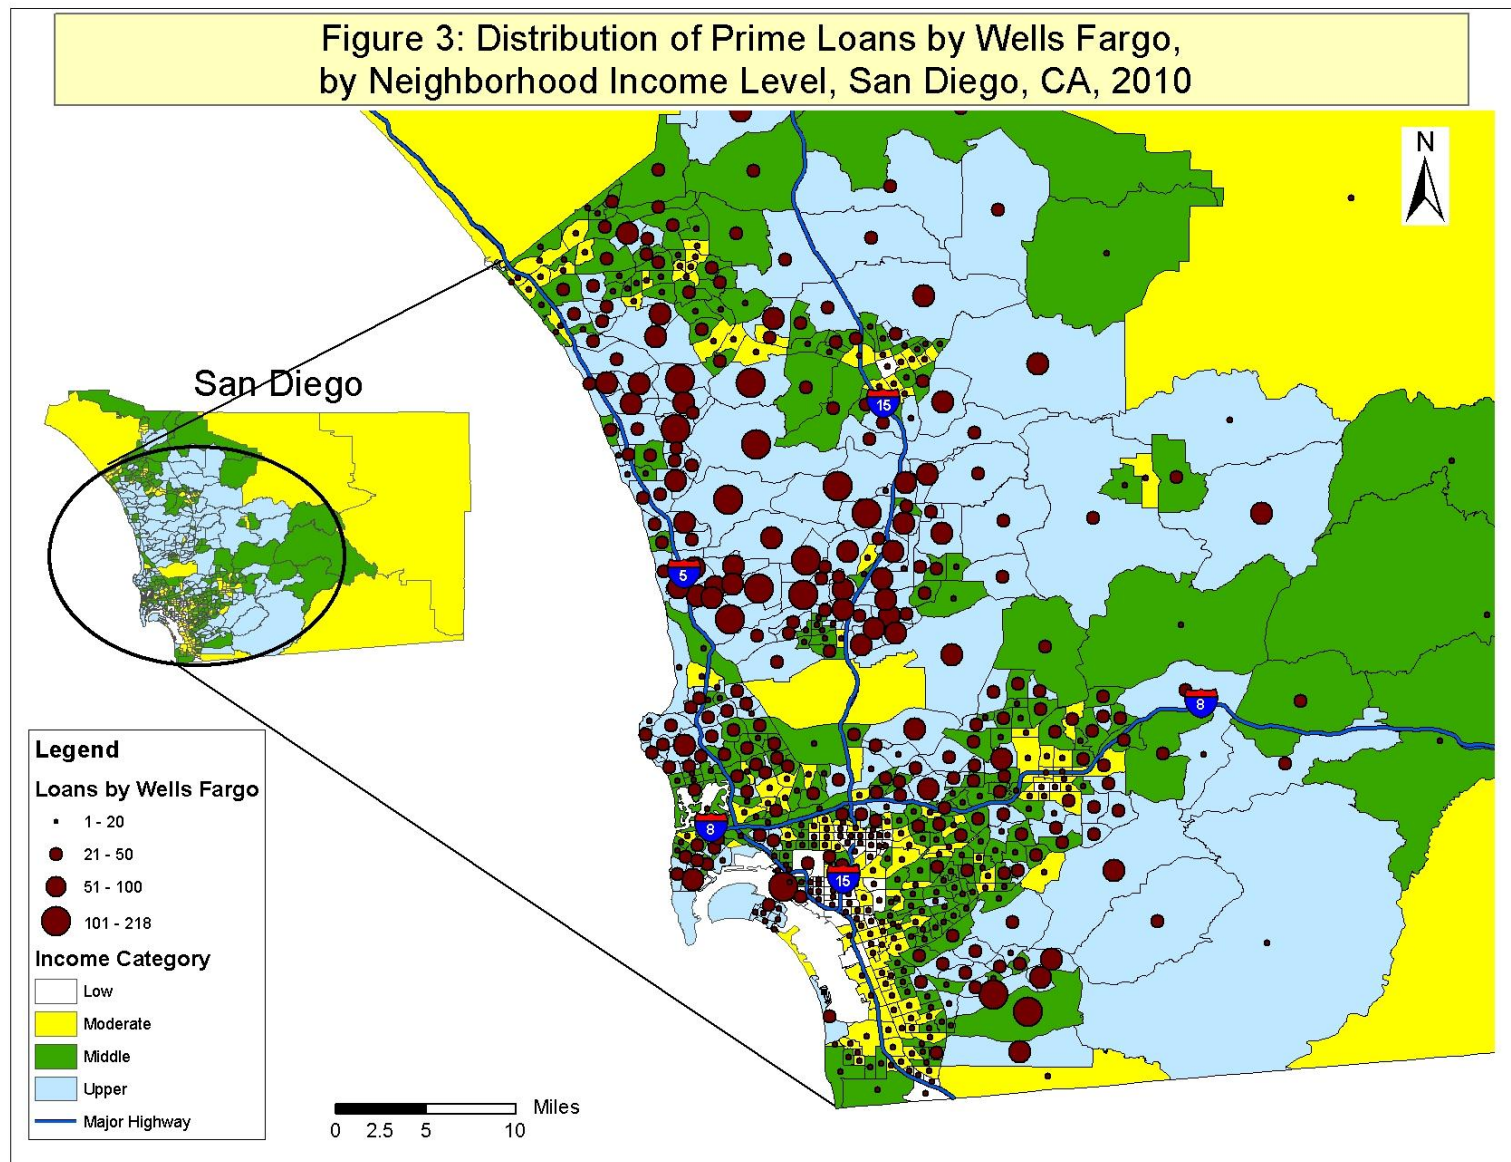 Figure 3: Distribution of Prime Loans by Wells Fargo,
by Neighborhood Income Level, San Diego, CA, 2010
N
San Diego
15
5
8
8
15
Legend
Loans by Wells Fargo
1 - 20
21 - 50
51 - 100
101 - 218
Income Category
Low
Moderate
Middle
Upper
Major Highway
Miles
0 2.5 5 10